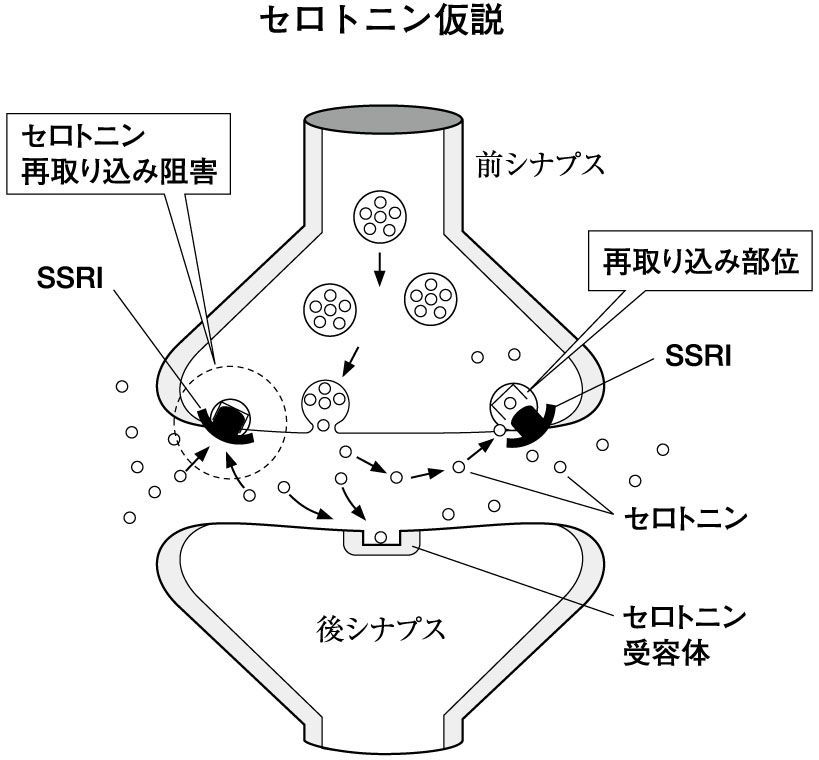 セロトニン仮説
セロトニン
再取り込み阻害
前シナプス
SSRI
再取り込み部位
SSRI
セロトニン
後シナプス
セロトニン
受容体